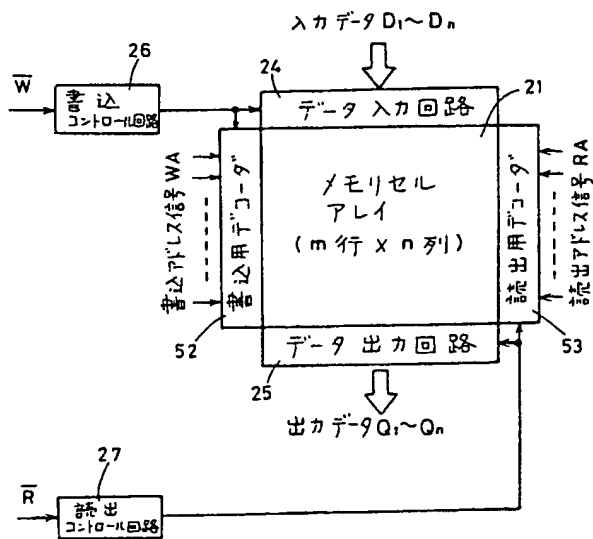 入力データD1~Dn
26
24
21
W̅
書込
コントロール回路
データ入力回路
書込アドレス信号WA
書込用デコーダ
メモリセル
アレイ
(m行×n列)
読出用デコーダ
読出アドレス信号RA
52
データ出力回路
53
25
出力データQ1~Qn
27
R̅
読出
コントロール回路